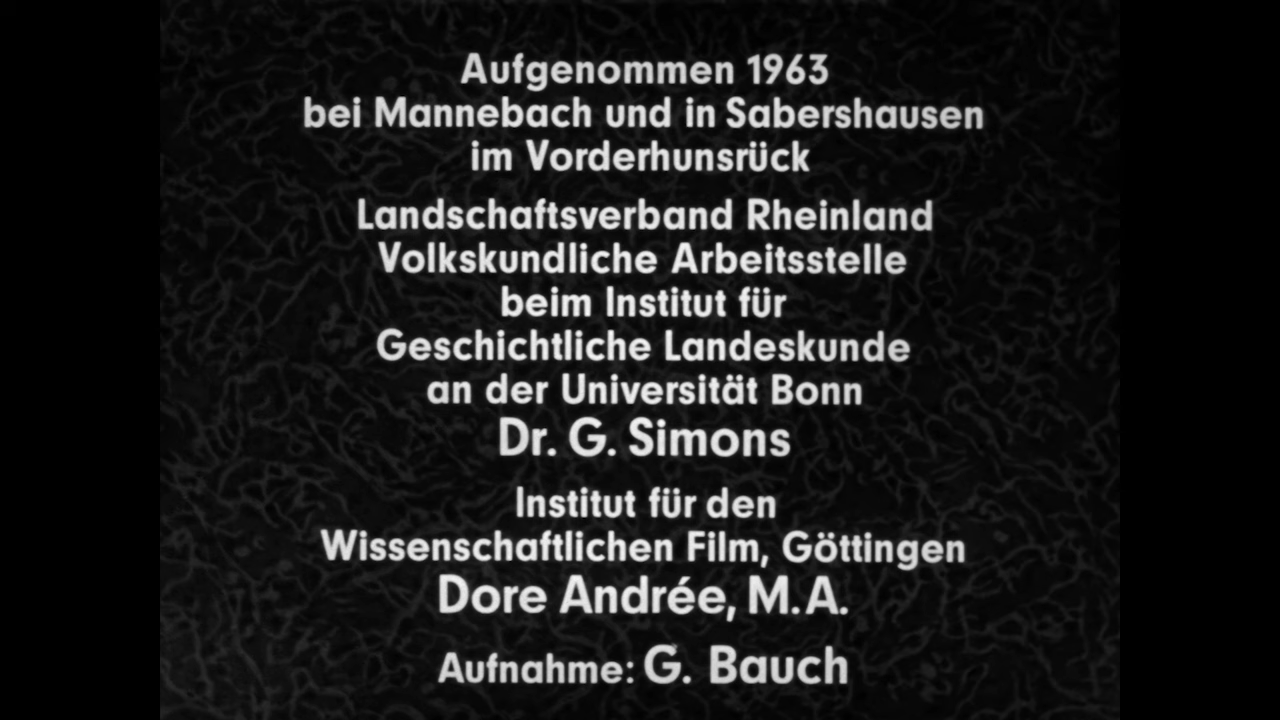 Aufgenommen 1963
bei Mannebach und in Sabershausen
im Vorderhunsrück
Landschaftsverband Rheinland
Volkskundliche Arbeitsstelle
beim Institut für
Geschichtliche Landeskunde
an der Universität Bonn
Dr. G. Simons
Institut für den
Wissenschaftlichen Film, Göttingen
Dore Andrée, M.A.
Aufnahme: G. Bauch